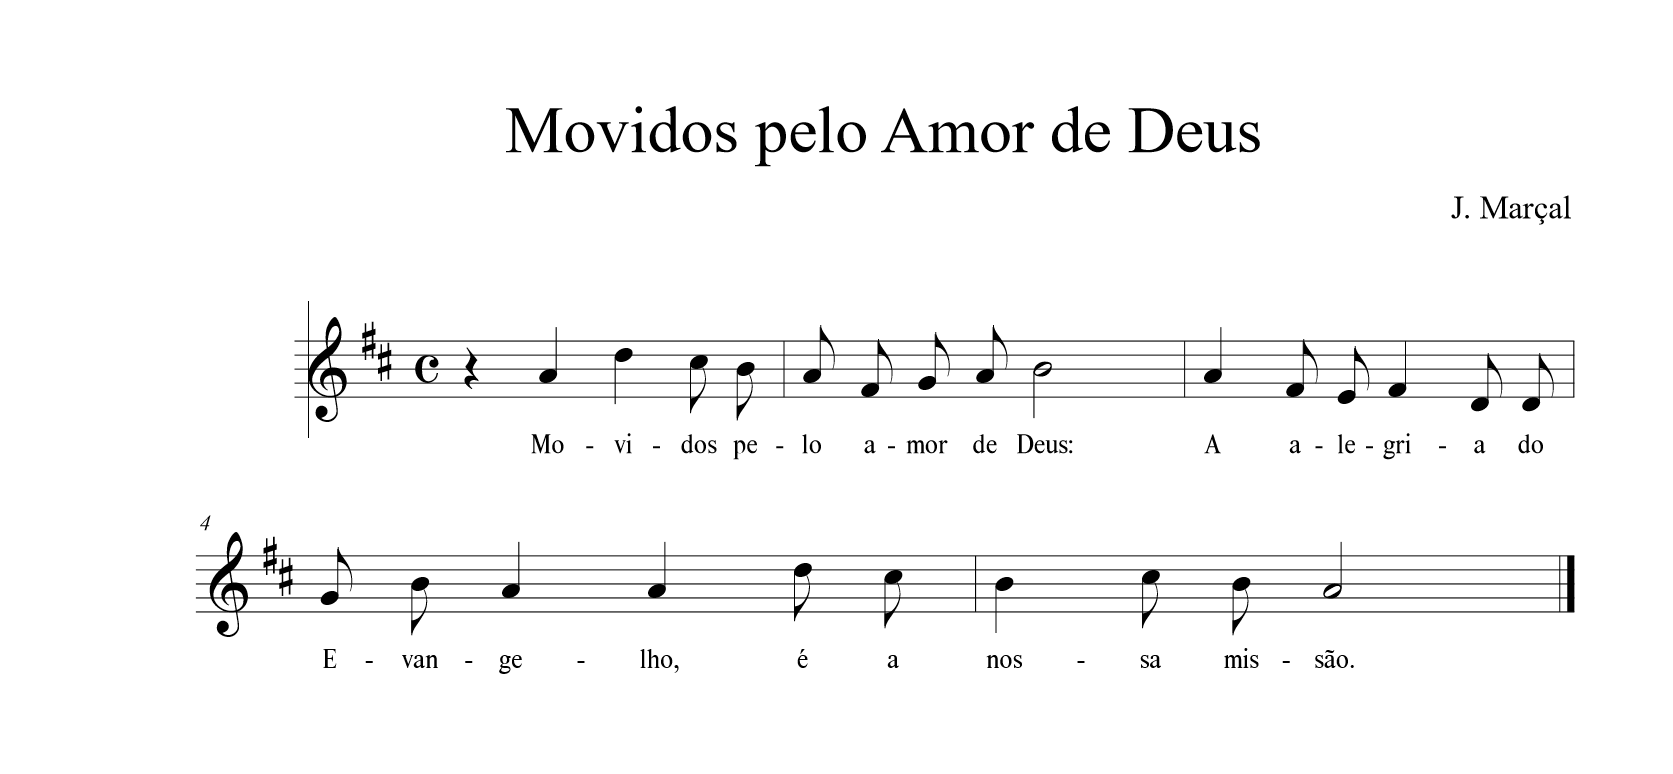 Movidos pelo Amor de Deus
J. Marçal
Mo - vi - dos pe - lo a - mor de Deus: A a - le - gri - a do
4
E - van - ge - lho, é a nos - sa mis - são.